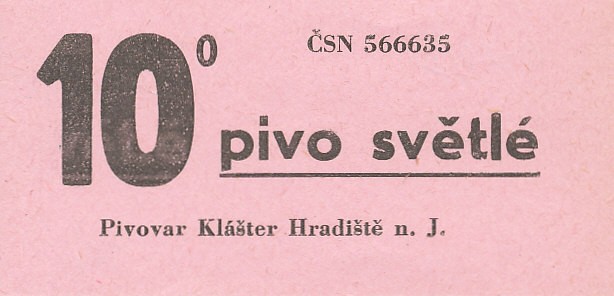 10° ČSN 566635
pivo světlé
Pivovar Klášter Hradiště n. J.